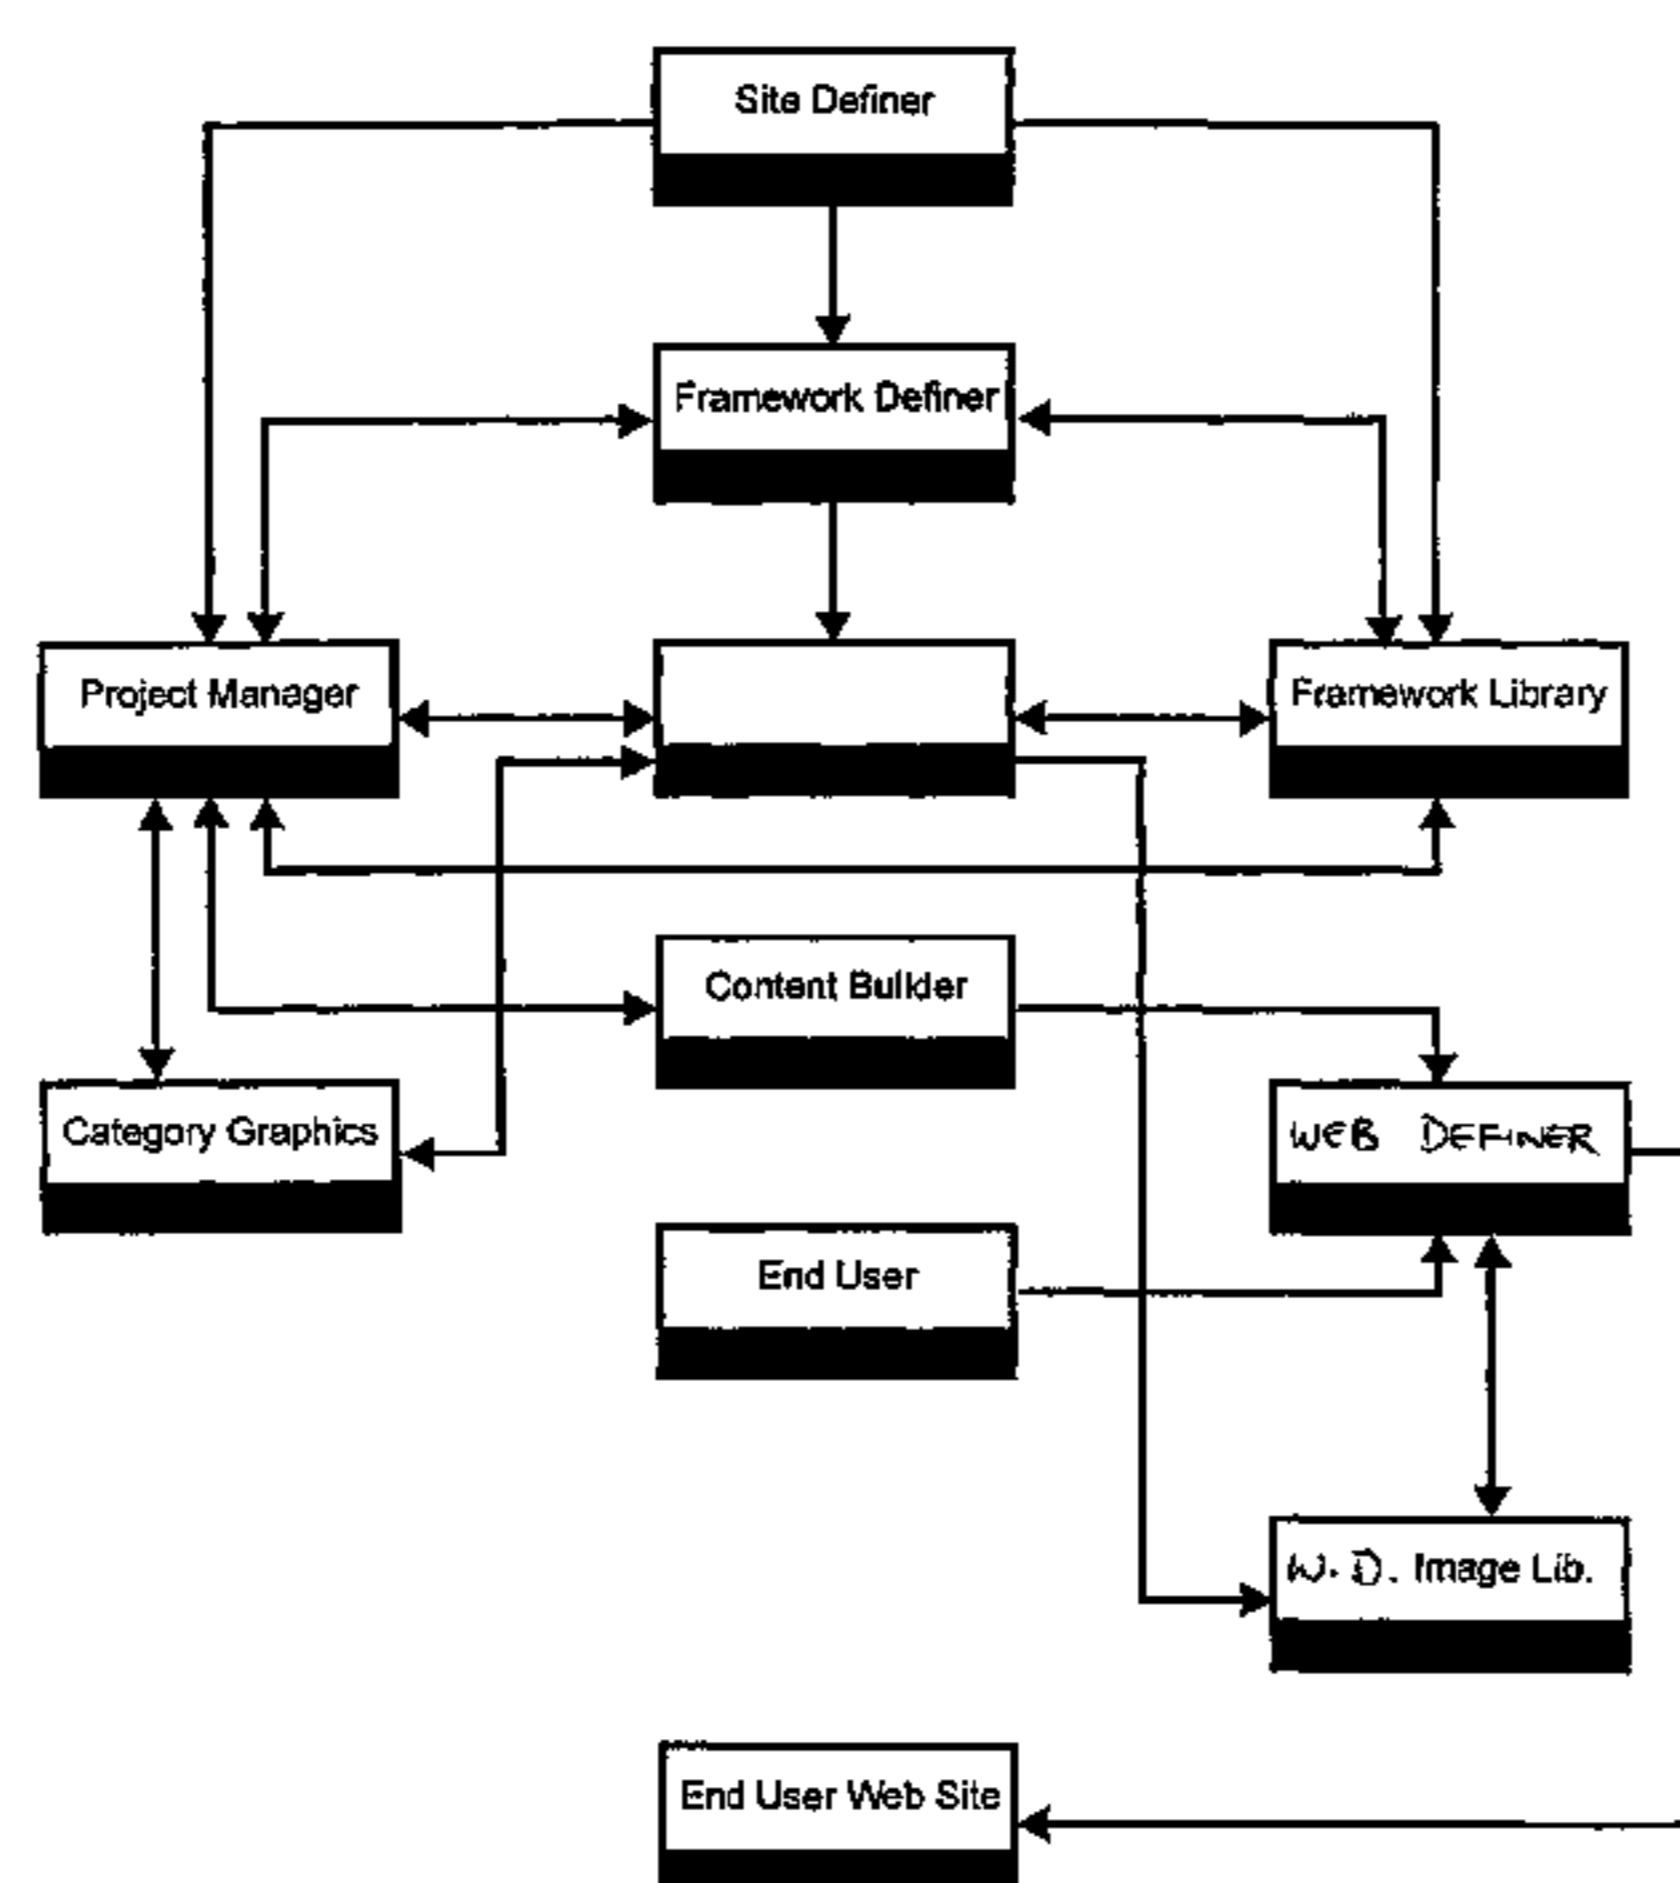 Site Definer
Framework Definer
Project Manager
Framework Library
Content Builder
Category Graphics
WEB DEFINER
End User
W.D. Image Lib.
End User Web Site